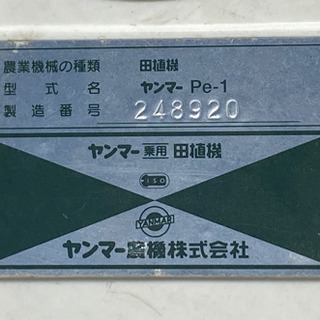 農業機械の種類 田植機
型式名 ヤンマー Pe-1
製造番号 248920
ヤンマー 乗用 田植機
ISO
YANMAR
ヤンマー農機株式会社